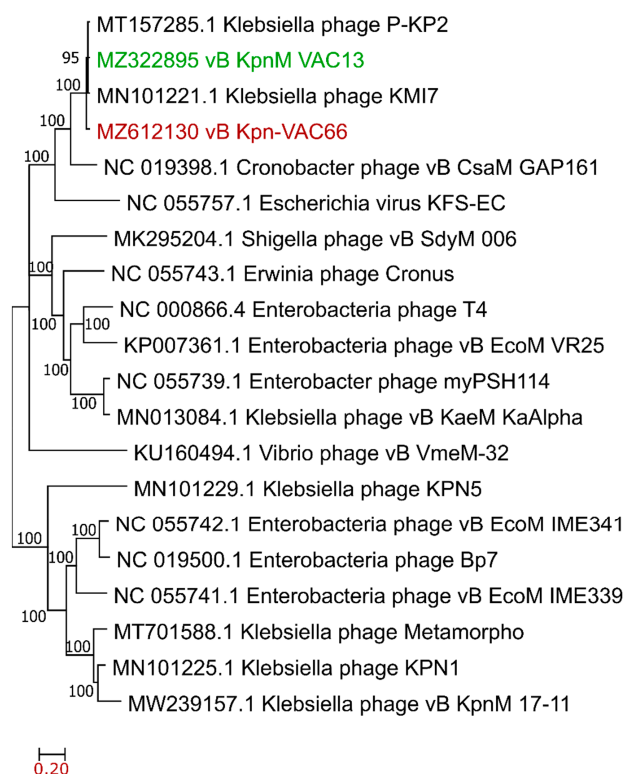 MT157285.1 Klebsiella phage P-KP2
95
MZ322895 vB KpnM VAC13
100
MN101221.1 Klebsiella phage KMI7
100
MZ612130 vB Kpn-VAC66
100
NC 019398.1 Cronobacter phage vB CsaM GAP161
NC 055757.1 Escherichia virus KFS-EC
MK295204.1 Shigella phage vB SdyM 006
100
NC 055743.1 Erwinia phage Cronus
NC 000866.4 Enterobacteria phage T4
100
100
KP007361.1 Enterobacteria phage vB EcoM VR25
100
NC 055739.1 Enterobacter phage myPSH114
100
MN013084.1 Klebsiella phage vB KaeM KaAlpha
KU160494.1 Vibrio phage vB VmeM-32
MN101229.1 Klebsiella phage KPN5
NC 055742.1 Enterobacteria phage vB EcoM IME341
100
100
100
NC 019500.1 Enterobacteria phage Bp7
NC 055741.1 Enterobacteria phage vB EcoM IME339
100
MT701588.1 Klebsiella phage Metamorpho
100
MN101225.1 Klebsiella phage KPN1
100
MW239157.1 Klebsiella phage vB KpnM 17-11
0.20